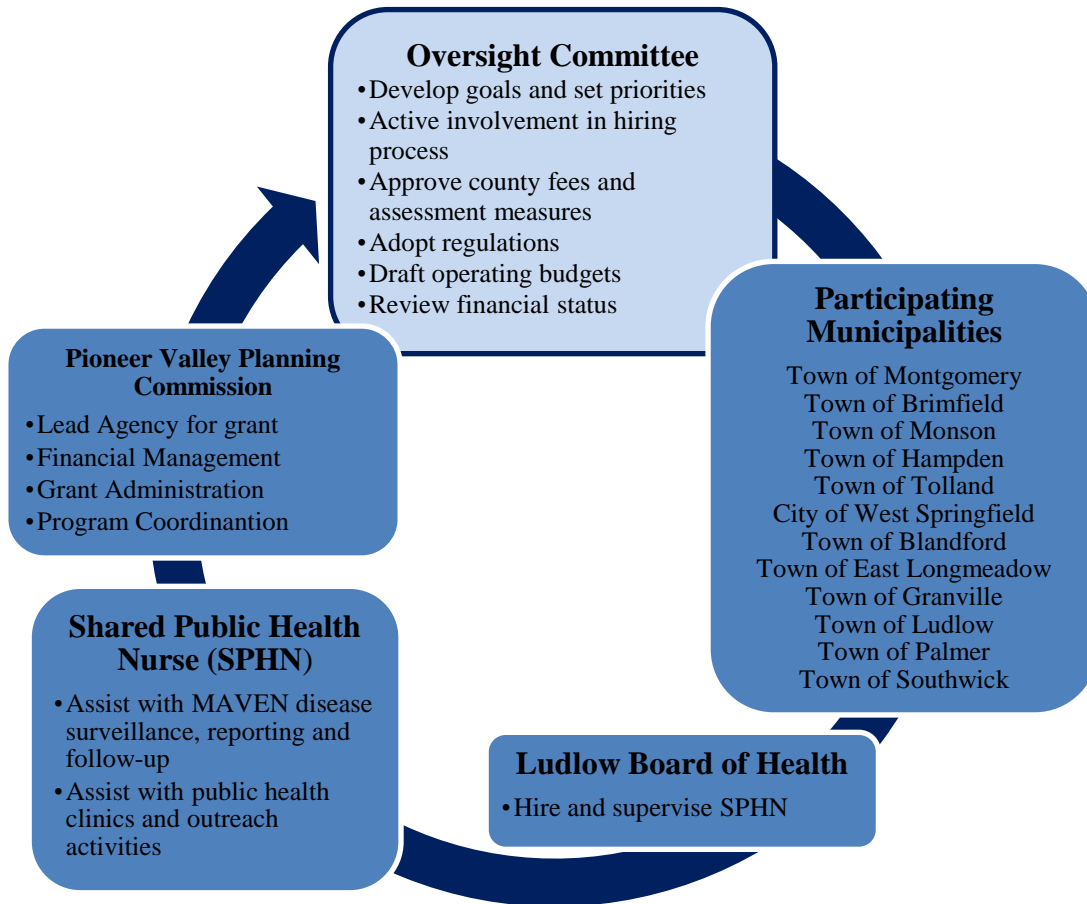 Oversight Committee
•Develop goals and set priorities
•Active involvement in hiring
process
•Approve county fees and
assessment measures
•Adopt regulations
•Draft operating budgets
•Review financial status
Participating
Municipalities
Town of Montgomery
Town of Brimfield
Town of Monson
Town of Hampden
Town of Tolland
City of West Springfield
Town of Blandford
Town of East Longmeadow
Town of Granville
Town of Ludlow
Town of Palmer
Town of Southwick
Ludlow Board of Health
•Hire and supervise SPHN
Shared Public Health
Nurse (SPHN)
•Assist with MAVEN disease
surveillance, reporting and
follow-up
•Assist with public health
clinics and outreach
activities
Pioneer Valley Planning
Commission
•Lead Agency for grant
•Financial Management
•Grant Administration
•Program Coordinantion